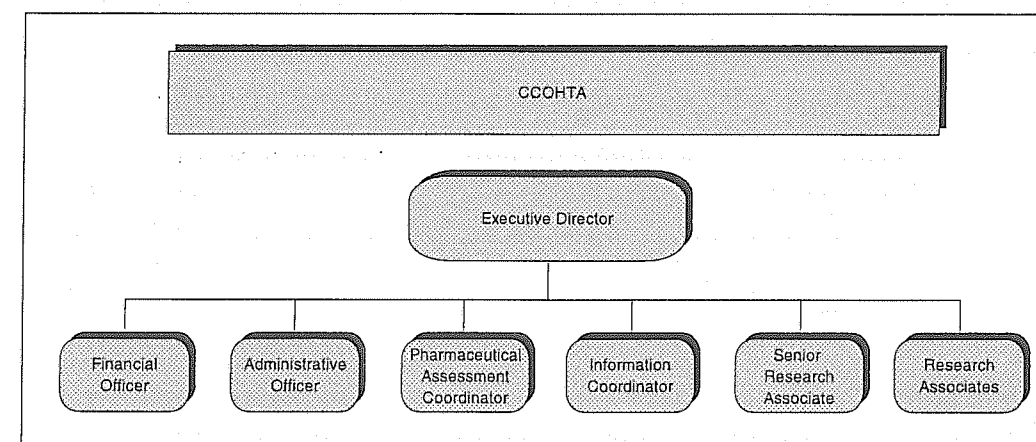 CCOHTA
Executive Director
Financial
Officer
Administrative
Officer
Pharmaceutical
Assessment
Coordinator
Information
Coordinator
Senior
Research
Associate
Research
Associates